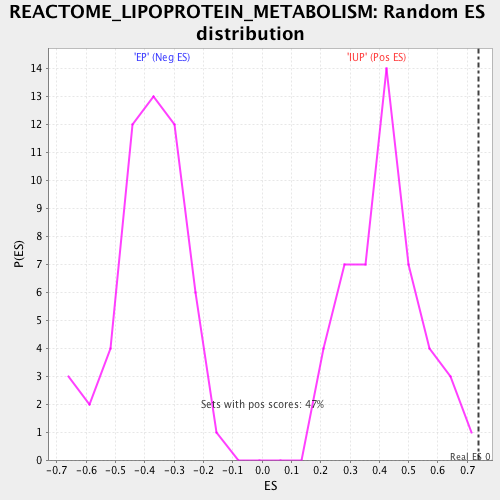 REACTOME_LIPOPROTEIN_METABOLISM: Random ES
distribution
'EP' (Neg ES) 'IUP' (Pos ES)
14
13
12
11
10
9
8
7
6
5
4
3
2
1
0
P(ES)
Sets with pos scores: 47%
Real ES 0
-0.7 -0.6 -0.5 -0.4 -0.3 -0.2 -0.1 0.0 0.1 0.2 0.3 0.4 0.5 0.6 0.7
ES